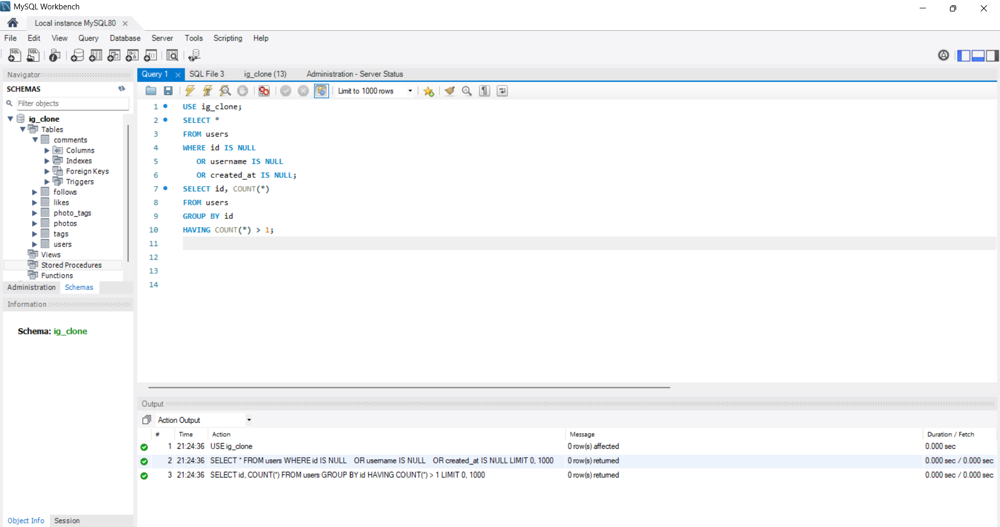 MySQL Workbench
Local instance MySQL80
File Edit View Query Database Server Tools Scripting Help
Navigator
SCHEMAS
Filter objects
ig_clone
Tables
comments
Columns
Indexes
Foreign Keys
Triggers
follows
likes
photo_tags
photos
tags
users
Views
Stored Procedures
Functions
Administration Schemas
Information
Schema: ig_clone
Object Info Session
Query 1 SQL File 3 ig_clone (13) Administration - Server Status
Limit to 1000 rows
1 USE ig_clone;
2 SELECT *
3 FROM users
4 WHERE id IS NULL
5 OR username IS NULL
6 OR created_at IS NULL;
7 SELECT id, COUNT(*)
8 FROM users
9 GROUP BY id
10 HAVING COUNT(*) > 1;
11
12
13
14
Output
Action Output
# Time Action Message Duration / Fetch
1 21:24:36 USE ig_clone 0 row(s) affected 0.000 sec
2 21:24:36 SELECT * FROM users WHERE id IS NULL OR username IS NULL OR created_at IS NULL LIMIT 0, 1000 0 row(s) returned 0.000 sec / 0.000 sec
3 21:24:36 SELECT id, COUNT(*) FROM users GROUP BY id HAVING COUNT(*) > 1 LIMIT 0, 1000 0 row(s) returned 0.000 sec / 0.000 sec